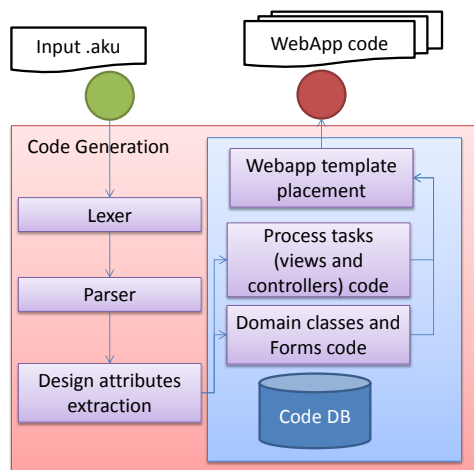 Input .aku
WebApp code
Code Generation
Lexer
Parser
Design attributes
extraction
Webapp template
placement
Process tasks
(views and
controllers) code
Domain classes and
Forms code
Code DB